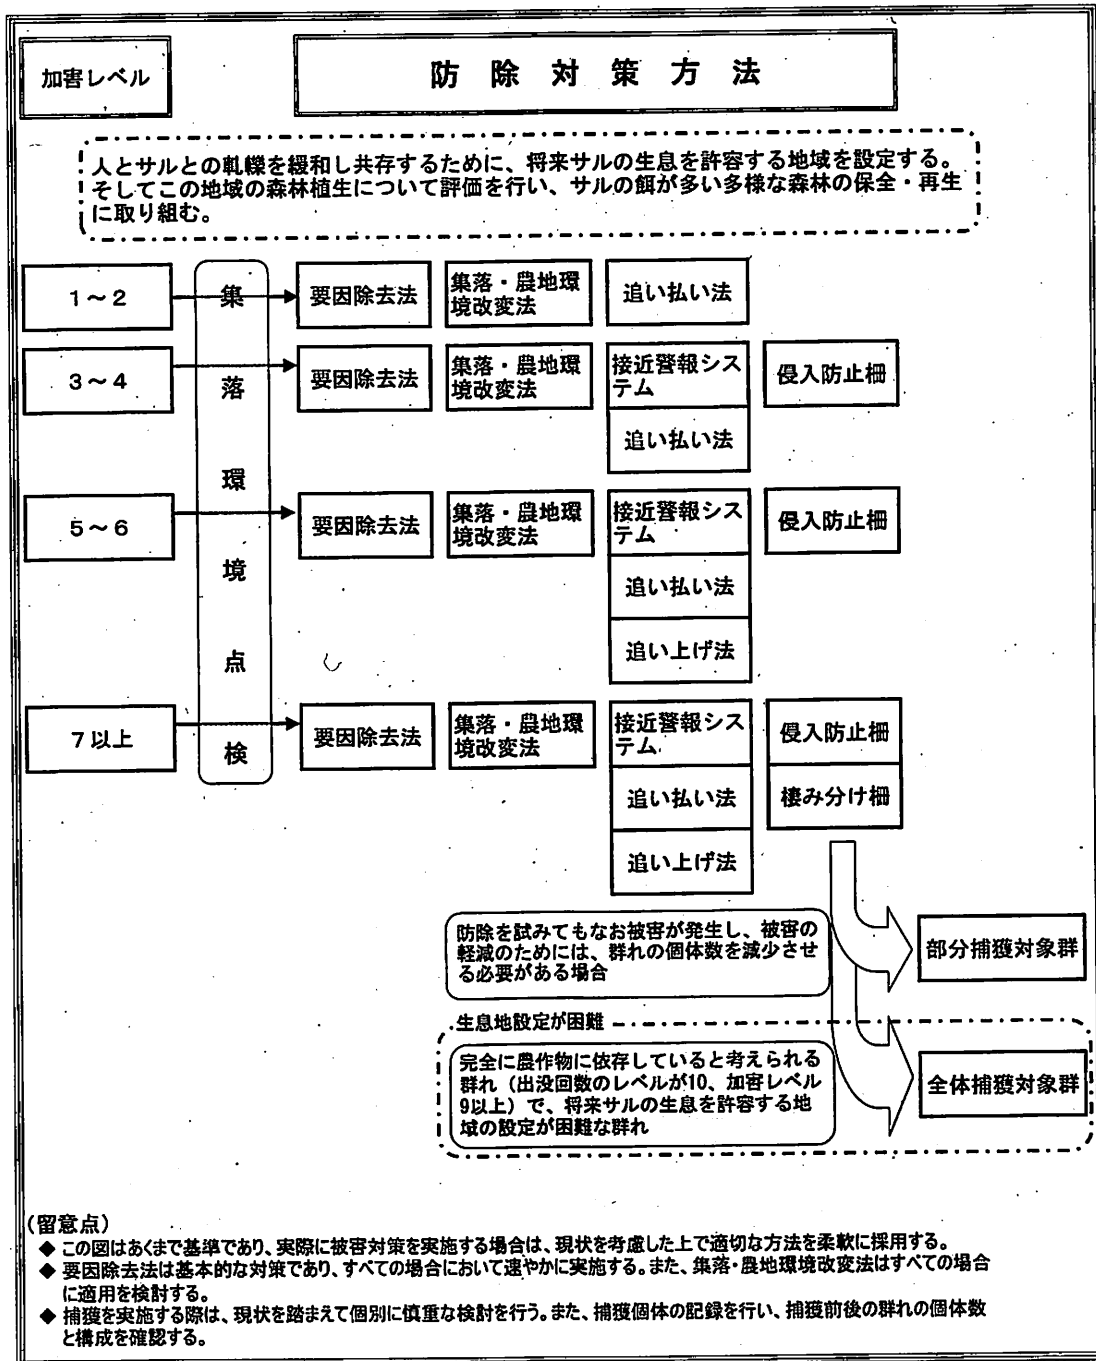 加害レベル
防除対策方法
人とサルとの軋轢を緩和し共存するために、将来サルの生息を許容する地域を設定する。
そしてこの地域の森林植生について評価を行い、サルの餌が多い多様な森林の保全・再生
に取り組む。
集落環境点検
1~2
要因除去法
集落・農地環
境改変法
追い払い法
3~4
要因除去法
集落・農地環
境改変法
接近警報シス
テム
追い払い法
侵入防止柵
5~6
要因除去法
集落・農地環
境改変法
接近警報シス
テム
追い払い法
追い上げ法
侵入防止柵
7以上
要因除去法
集落・農地環
境改変法
接近警報シス
テム
追い払い法
追い上げ法
侵入防止柵
棲み分け柵
防除を試みてもなお被害が発生し、被害の
軽減のためには、群れの個体数を減少させ
る必要がある場合
部分捕獲対象群
生息地設定が困難
完全に農作物に依存していると考えられる
群れ(出没回数のレベルが10、加害レベル
9以上)で、将来サルの生息を許容する地
域の設定が困難な群れ
全体捕獲対象群
(留意点)
◆ この図はあくまで基準であり、実際に被害対策を実施する場合は、現状を考慮した上で適切な方法を柔軟に採用する。
◆ 要因除去法は基本的な対策であり、すべての場合において速やかに実施する。また、集落・農地環境改変法はすべての場合
に適用を検討する。
◆ 捕獲を実施する際は、現状を踏まえて個別に慎重な検討を行う。また、捕獲個体の記録を行い、捕獲前後の群れの個体数
と構成を確認する。